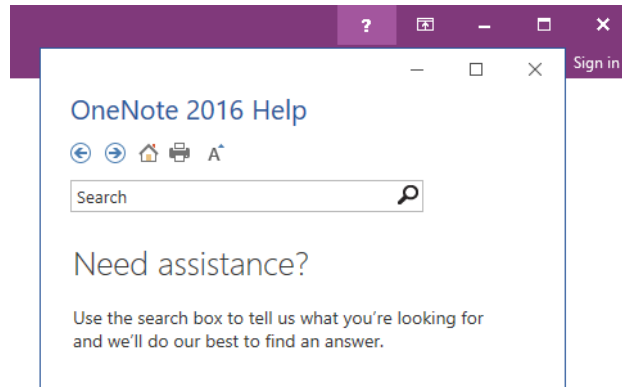 ?
Sign in
OneNote 2016 Help
A
Search
Need assistance?
Use the search box to tell us what you're looking for
and we'll do our best to find an answer.